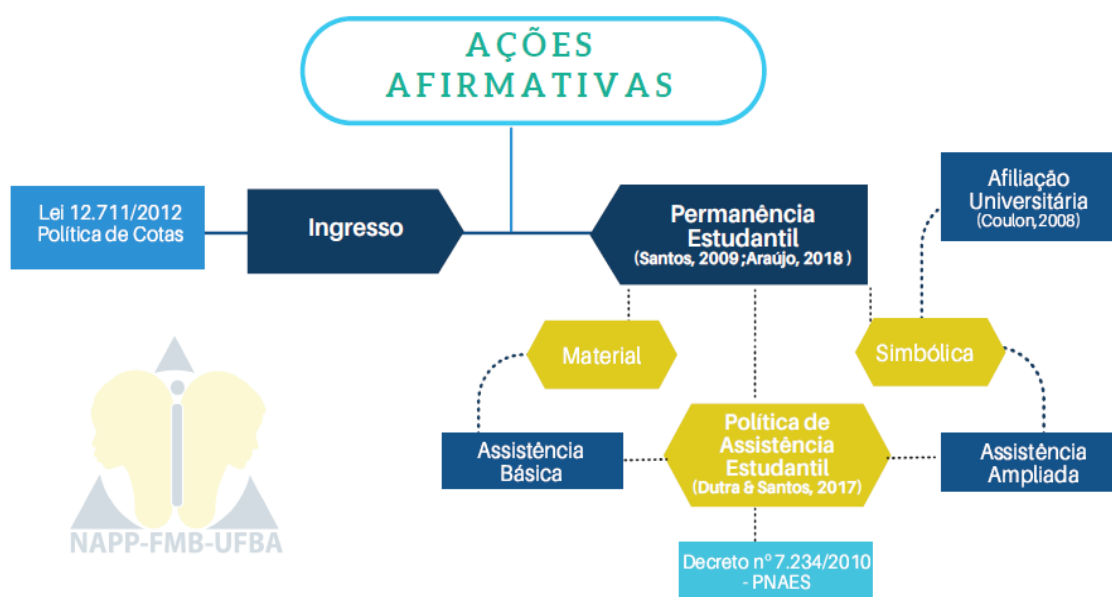 AÇÕES
AFIRMATIVAS
Lei 12.711/2012
Política de Cotas
Ingresso
Permanência
Estudantil
(Santos, 2009;Araújo, 2018 )
Afiliação
Universitária
(Coulon,2008)
Material
Simbólica
Assistência
Básica
Política de
Assistência
Estudantil
(Dutra & Santos, 2017)
Assistência
Ampliada
Decreto nº 7.234/2010
- PNAES
NAPP-FMB-UFBA